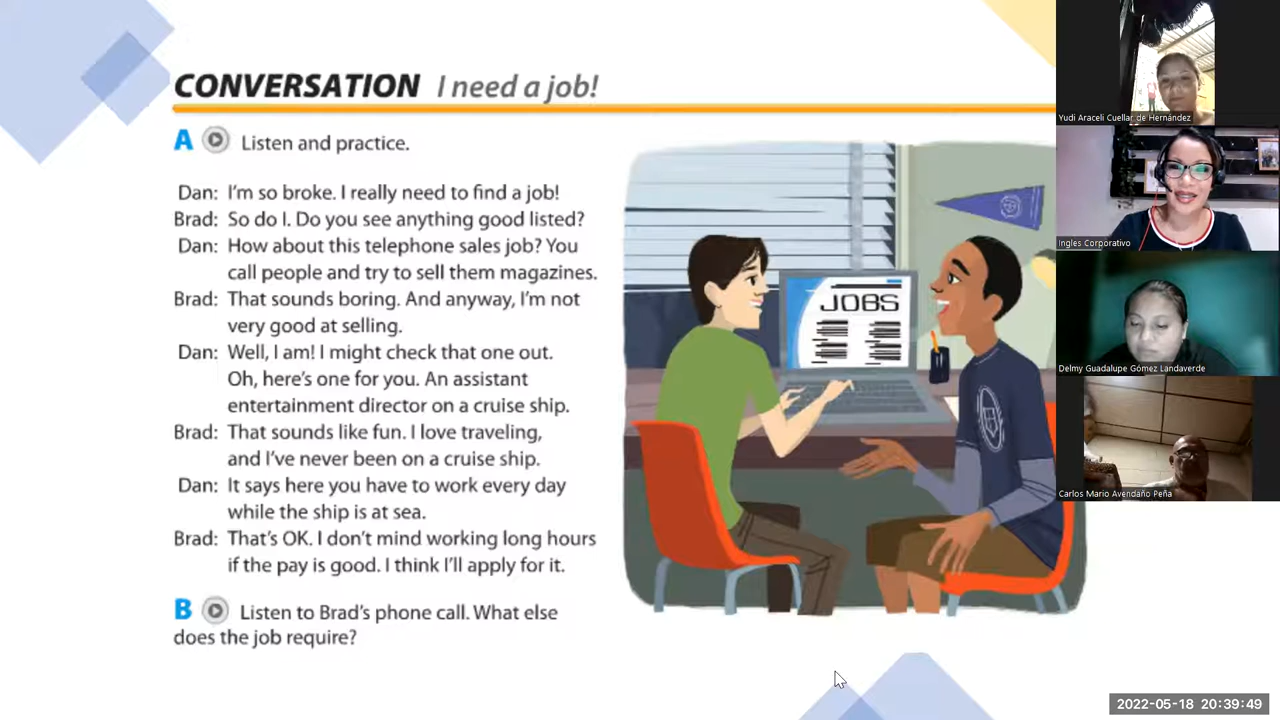 CONVERSATION I need a job!
A Listen and practice.
Dan: I'm so broke. I really need to find a job!
Brad: So do I. Do you see anything good listed?
Dan: How about this telephone sales job? You
call people and try to sell them magazines.
Brad: That sounds boring. And anyway, I'm not
very good at selling.
Dan: Well, I am! I might check that one out.
Oh, here's one for you. An assistant
entertainment director on a cruise ship.
Brad: That sounds like fun. I love traveling,
and I've never been on a cruise ship.
Dan: It says here you have to work every day
while the ship is at sea.
Brad: That's OK. I don't mind working long hours
if the pay is good. I think I'll apply for it.
B Listen to Brad's phone call. What else
does the job require?
JOBS
Yudi Araceli Cuellar de Hernández
Ingles Corporativo
Delmy Guadalupe Gómez Landaverde
Carlos Mario Avendaño Peña
2022-05-18 20:39:49